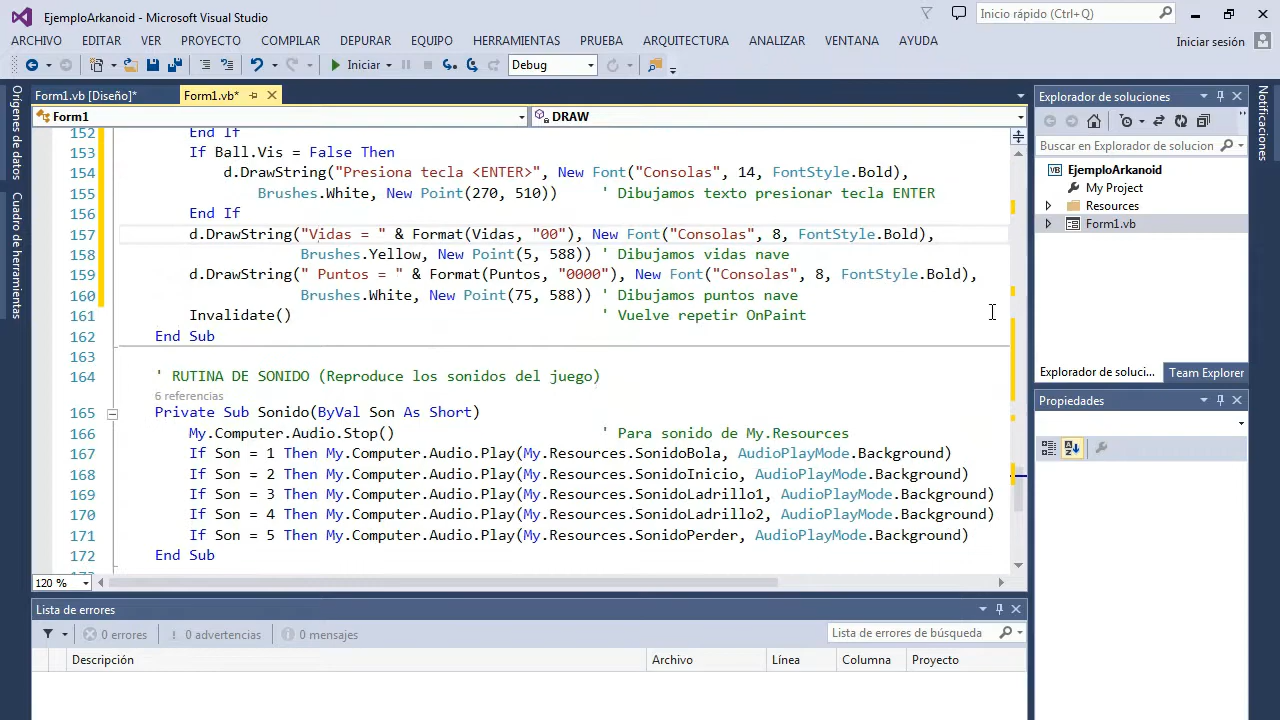 EjemploArkanoid - Microsoft Visual Studio
Inicio rápido (Ctrl+Q)
ARCHIVO EDITAR VER PROYECTO COMPILAR DEPURAR EQUIPO HERRAMIENTAS PRUEBA ARQUITECTURA ANALIZAR VENTANA AYUDA
Iniciar sesión
Iniciar Debug
Orígenes de datos
Cuadro de herramientas
Form1.vb [Diseño]* Form1.vb*
Form1 DRAW
152 End If
153 If Ball.Vis = False Then
154 d.DrawString("Presiona tecla <ENTER>", New Font("Consolas", 14, FontStyle.Bold),
155 Brushes.White, New Point(270, 510)) ' Dibujamos texto presionar tecla ENTER
156 End If
157 d.DrawString("Vidas = " & Format(Vidas, "00"), New Font("Consolas", 8, FontStyle.Bold),
158 Brushes.Yellow, New Point(5, 588)) ' Dibujamos vidas nave
159 d.DrawString(" Puntos = " & Format(Puntos, "0000"), New Font("Consolas", 8, FontStyle.Bold),
160 Brushes.White, New Point(75, 588)) ' Dibujamos puntos nave
161 Invalidate() ' Vuelve repetir OnPaint
162 End Sub
163
164 ' RUTINA DE SONIDO (Reproduce los sonidos del juego)
6 referencias
165 Private Sub Sonido(ByVal Son As Short)
166 My.Computer.Audio.Stop() ' Para sonido de My.Resources
167 If Son = 1 Then My.Computer.Audio.Play(My.Resources.SonidoBola, AudioPlayMode.Background)
168 If Son = 2 Then My.Computer.Audio.Play(My.Resources.SonidoInicio, AudioPlayMode.Background)
169 If Son = 3 Then My.Computer.Audio.Play(My.Resources.SonidoLadrillo1, AudioPlayMode.Background)
170 If Son = 4 Then My.Computer.Audio.Play(My.Resources.SonidoLadrillo2, AudioPlayMode.Background)
171 If Son = 5 Then My.Computer.Audio.Play(My.Resources.SonidoPerder, AudioPlayMode.Background)
172 End Sub
120 %
Lista de errores
0 errores 0 advertencias 0 mensajes
Lista de errores de búsqueda
Descripción Archivo Línea Columna Proyecto
Explorador de soluciones
Buscar en Explorador de solucion
EjemploArkanoid
My Project
Resources
Form1.vb
Explorador de soluci... Team Explorer
Propiedades
Notificaciones